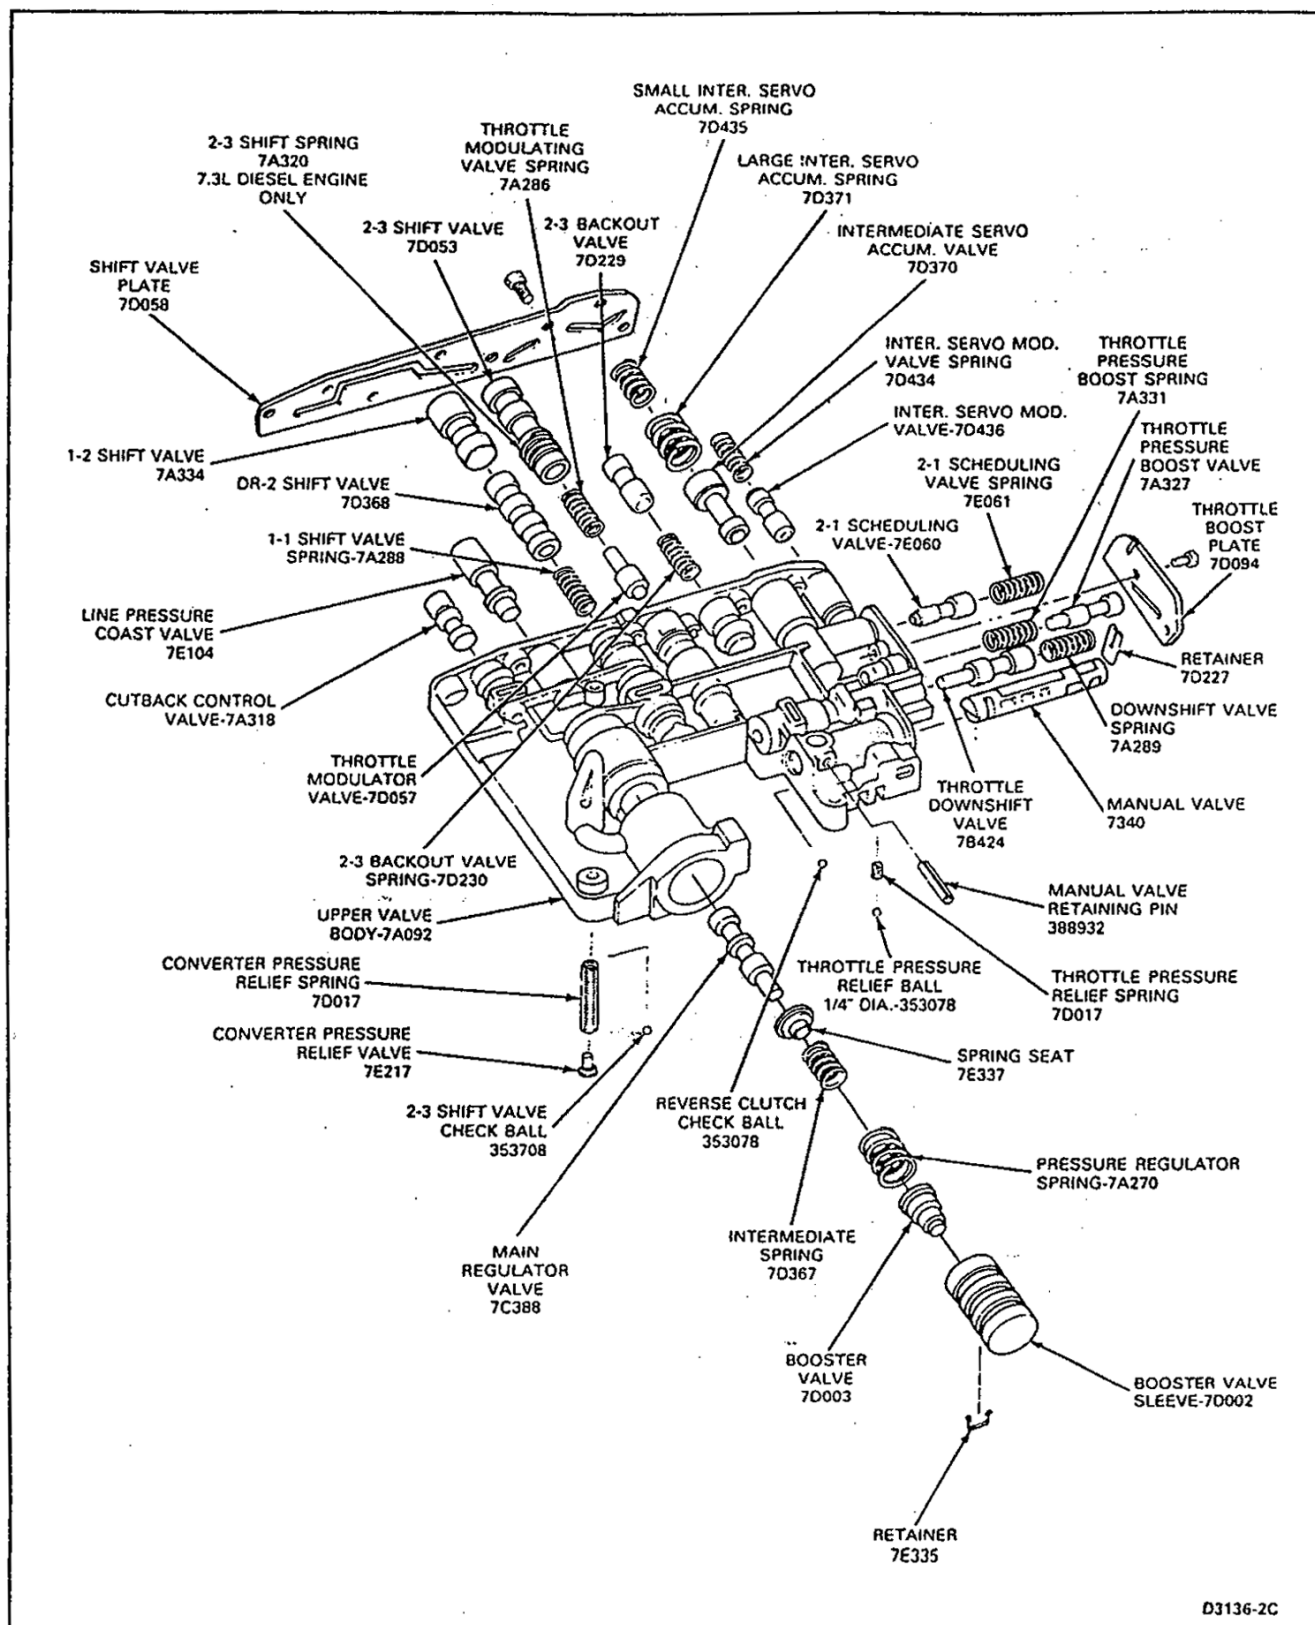 SMALL INTER. SERVO
ACCUM. SPRING
7D435
2-3 SHIFT SPRING
7A320
7.3L DIESEL ENGINE
ONLY
THROTTLE
MODULATING
VALVE SPRING
7A286
LARGE INTER. SERVO
ACCUM. SPRING
7D371
2-3 SHIFT VALVE
7D053
2-3 BACKOUT
VALVE
7D229
INTERMEDIATE SERVO
ACCUM. VALVE
7D370
SHIFT VALVE
PLATE
7D058
INTER. SERVO MOD.
VALVE SPRING
7D434
THROTTLE
PRESSURE
BOOST SPRING
7A331
INTER. SERVO MOD.
VALVE-7D436
THROTTLE
PRESSURE
BOOST VALVE
7A327
1-2 SHIFT VALVE
7A334
DR-2 SHIFT VALVE
7D368
2-1 SCHEDULING
VALVE SPRING
7E061
THROTTLE
BOOST
PLATE
7D094
1-1 SHIFT VALVE
SPRING-7A288
2-1 SCHEDULING
VALVE-7E060
LINE PRESSURE
COAST VALVE
7E104
RETAINER
7D227
CUTBACK CONTROL
VALVE-7A318
DOWNSHIFT VALVE
SPRING
7A289
THROTTLE
MODULATOR
VALVE-7D057
THROTTLE
DOWNSHIFT
VALVE
7B424
MANUAL VALVE
7340
2-3 BACKOUT VALVE
SPRING-7D230
MANUAL VALVE
RETAINING PIN
388932
UPPER VALVE
BODY-7A092
CONVERTER PRESSURE
RELIEF SPRING
7D017
THROTTLE PRESSURE
RELIEF BALL
1/4" DIA.-353078
THROTTLE PRESSURE
RELIEF SPRING
7D017
CONVERTER PRESSURE
RELIEF VALVE
7E217
SPRING SEAT
7E337
2-3 SHIFT VALVE
CHECK BALL
353708
REVERSE CLUTCH
CHECK BALL
353078
PRESSURE REGULATOR
SPRING-7A270
MAIN
REGULATOR
VALVE
7C388
INTERMEDIATE
SPRING
7D367
BOOSTER
VALVE
7D003
BOOSTER VALVE
SLEEVE-7D002
RETAINER
7E335
D3136-2C